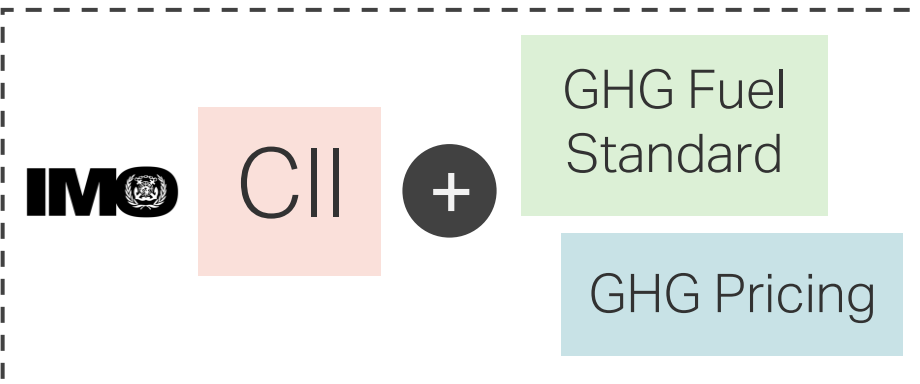 IMO
CII
+
GHG Fuel
Standard
GHG Pricing